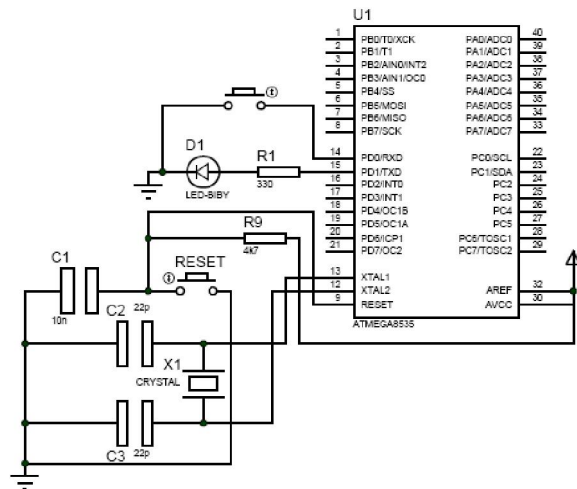 U1
1 PB0/T0/XCK PA0/ADC0 40
2 PB1/T1 PA1/ADC1 39
3 PB2/AIN0/INT2 PA2/ADC2 38
4 PB3/AIN1/OC0 PA3/ADC3 37
5 PB4/SS PA4/ADC4 36
6 PB5/MOSI PA5/ADC5 35
7 PB6/MISO PA6/ADC6 34
8 PB7/SCK PA7/ADC7 33
14 PD0/RXD PC0/SCL 22
15 PD1/TXD PC1/SDA 23
16 PD2/INT0 PC2 24
17 PD3/INT1 PC3 25
18 PD4/OC1B PC4 26
19 PD5/OC1A PC5 27
20 PD6/ICP1 PC6/TOSC1 28
21 PD7/OC2 PC7/TOSC2 29
13 XTAL1
12 XTAL2 AREF 32
9 RESET AVCC 30
ATMEGA8535
D1
LED-BIBY
R1
330
R9
4k7
RESET
C1
10n
C2
22p
X1
CRYSTAL
C3
22p